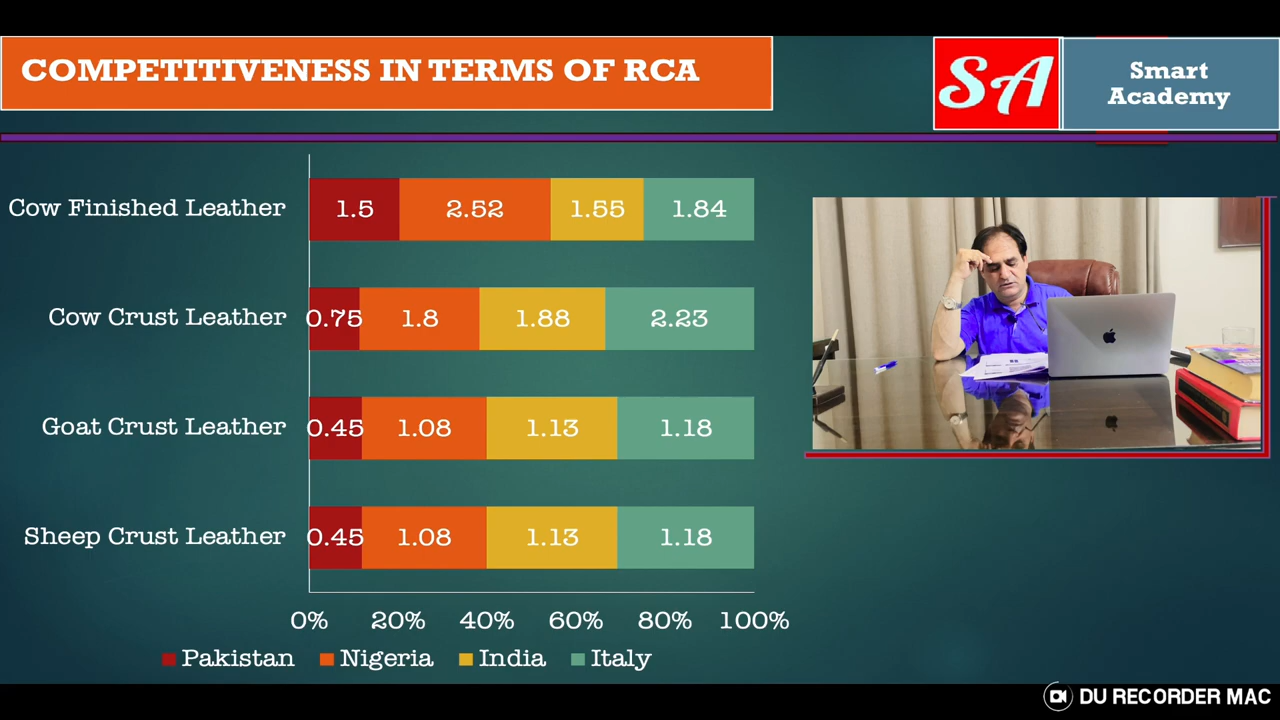 COMPETITIVENESS IN TERMS OF RCA
SA
Smart
Academy
Cow Finished Leather
1.5 2.52 1.55 1.84
Cow Crust Leather
0.75 1.8 1.88 2.23
Goat Crust Leather
0.45 1.08 1.13 1.18
Sheep Crust Leather
0.45 1.08 1.13 1.18
0% 20% 40% 60% 80% 100%
Pakistan Nigeria India Italy
DU RECORDER MAC